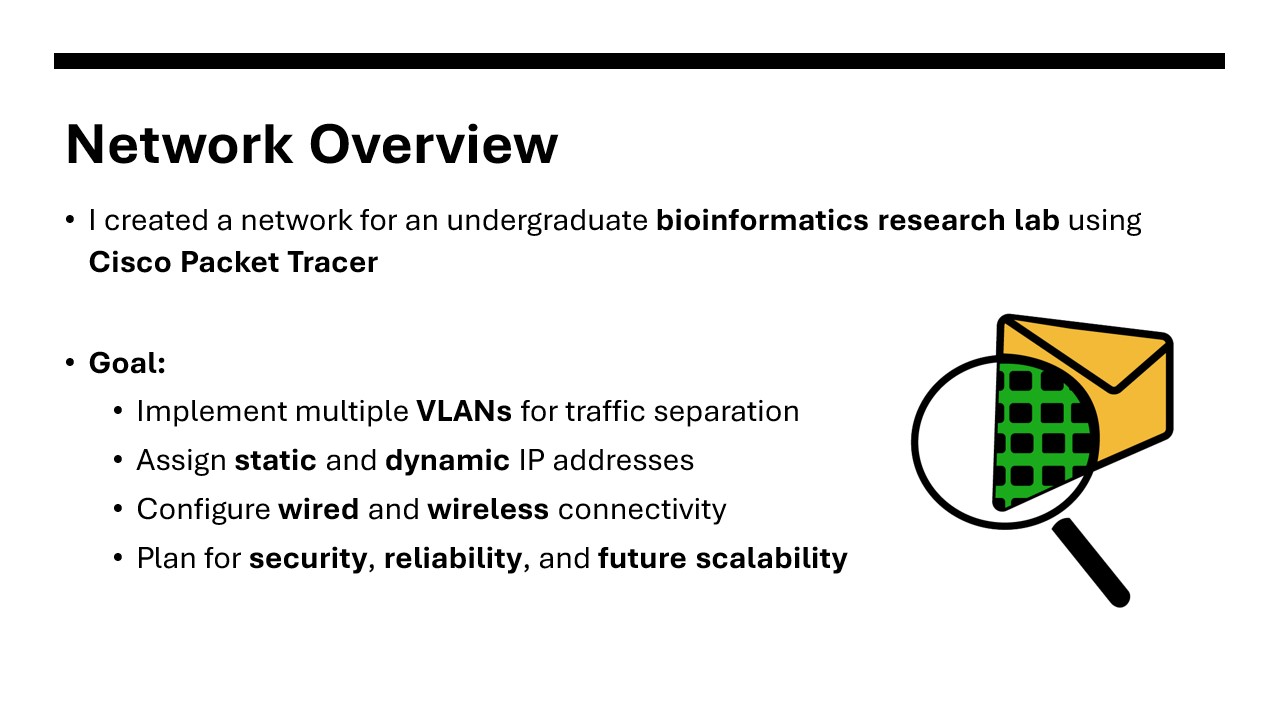 Network Overview
• I created a network for an undergraduate bioinformatics research lab using
Cisco Packet Tracer
• Goal:
• Implement multiple VLANs for traffic separation
• Assign static and dynamic IP addresses
• Configure wired and wireless connectivity
• Plan for security, reliability, and future scalability